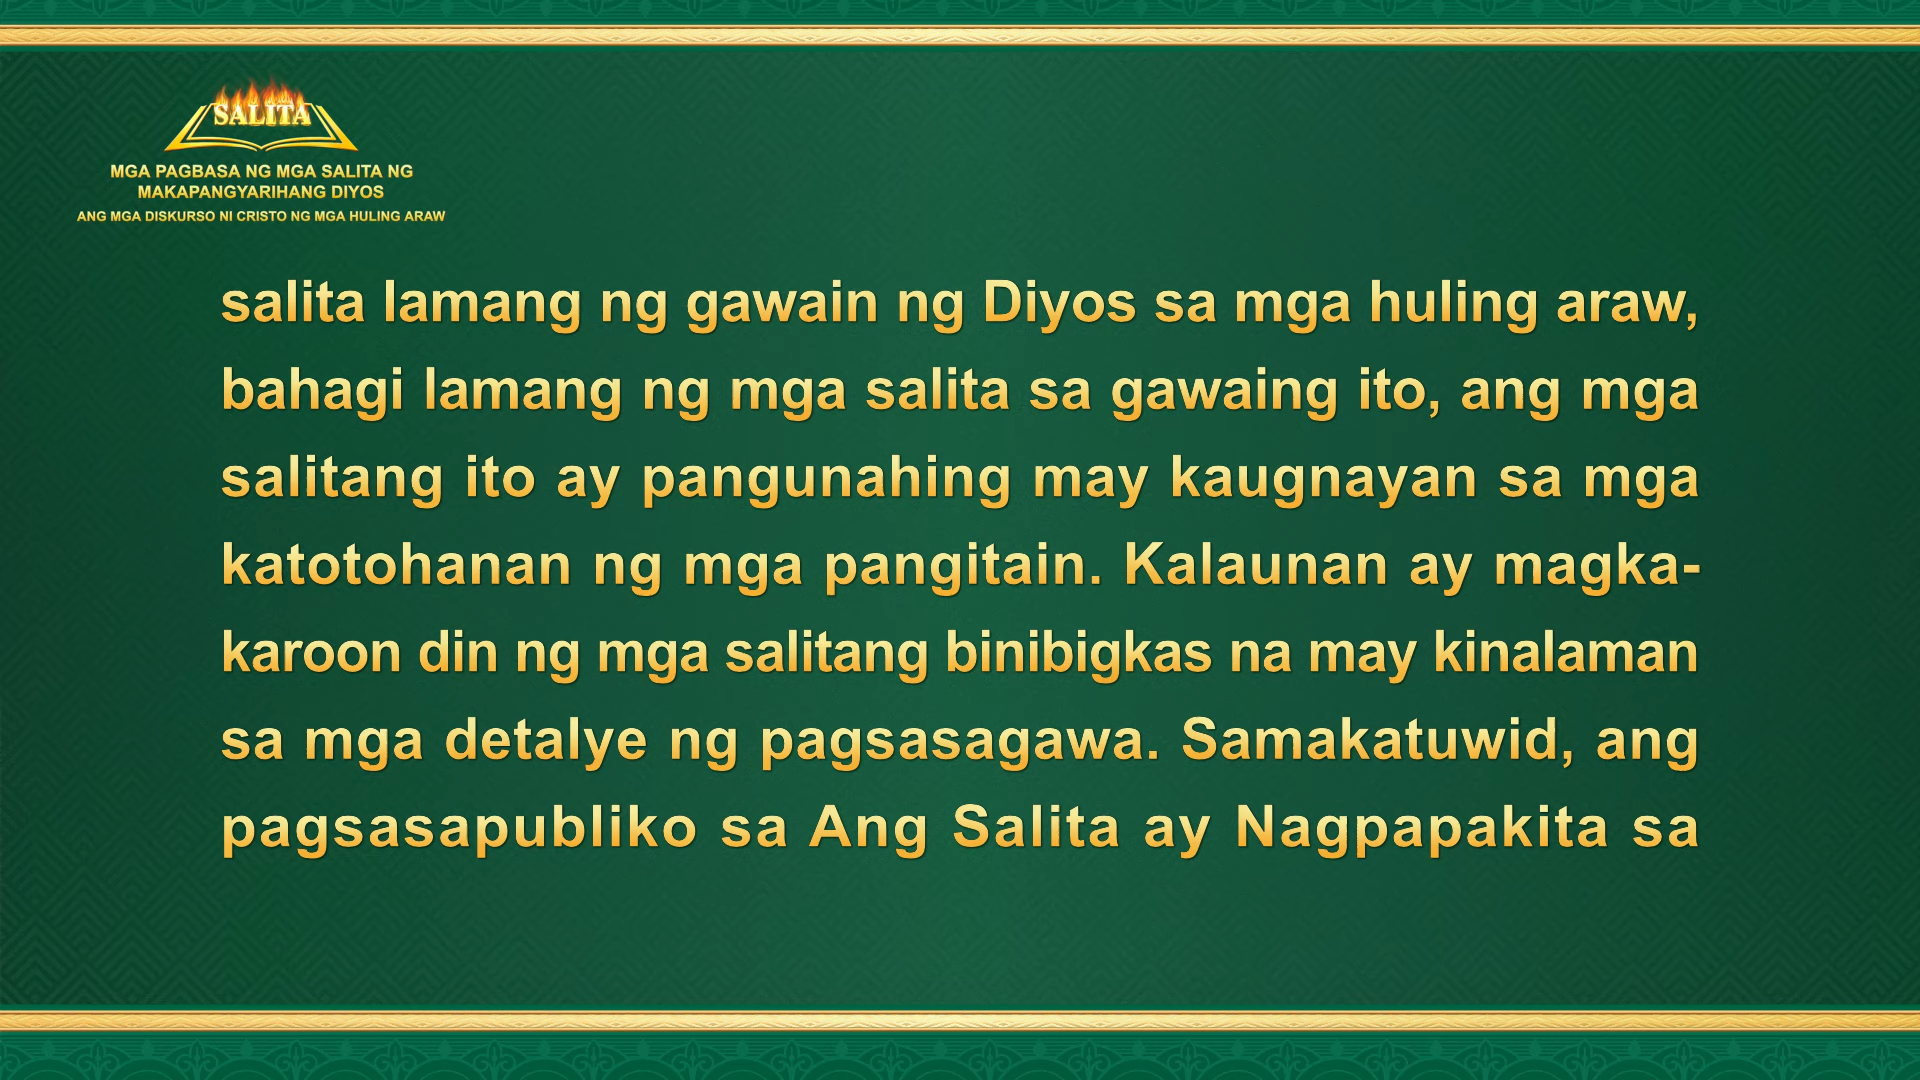 SALITA
MGA PAGBASA NG MGA SALITA NG
MAKAPANGYARIHANG DIYOS
ANG MGA DISKURSO NI CRISTO NG MGA HULING ARAW
salita lamang ng gawain ng Diyos sa mga huling araw,
bahagi lamang ng mga salita sa gawaing ito, ang mga
salitang ito ay pangunahing may kaugnayan sa mga
katotohanan ng mga pangitain. Kalaunan ay magka-
karoon din ng mga salitang binibigkas na may kinalaman
sa mga detalye ng pagsasagawa. Samakatuwid, ang
pagsasapubliko sa Ang Salita ay Nagpapakita sa